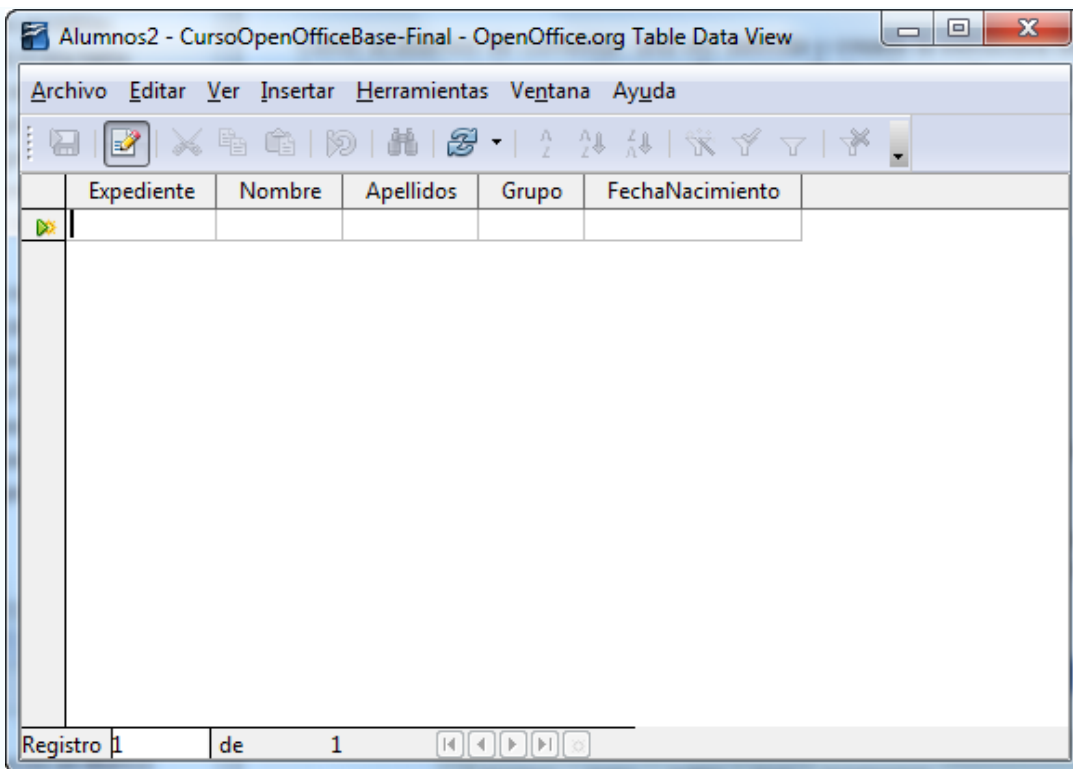 Alumnos2 - CursoOpenOfficeBase-Final - OpenOffice.org Table Data View
Archivo Editar Ver Insertar Herramientas Ventana Ayuda
Expediente Nombre Apellidos Grupo FechaNacimiento
Registro 1 de 1